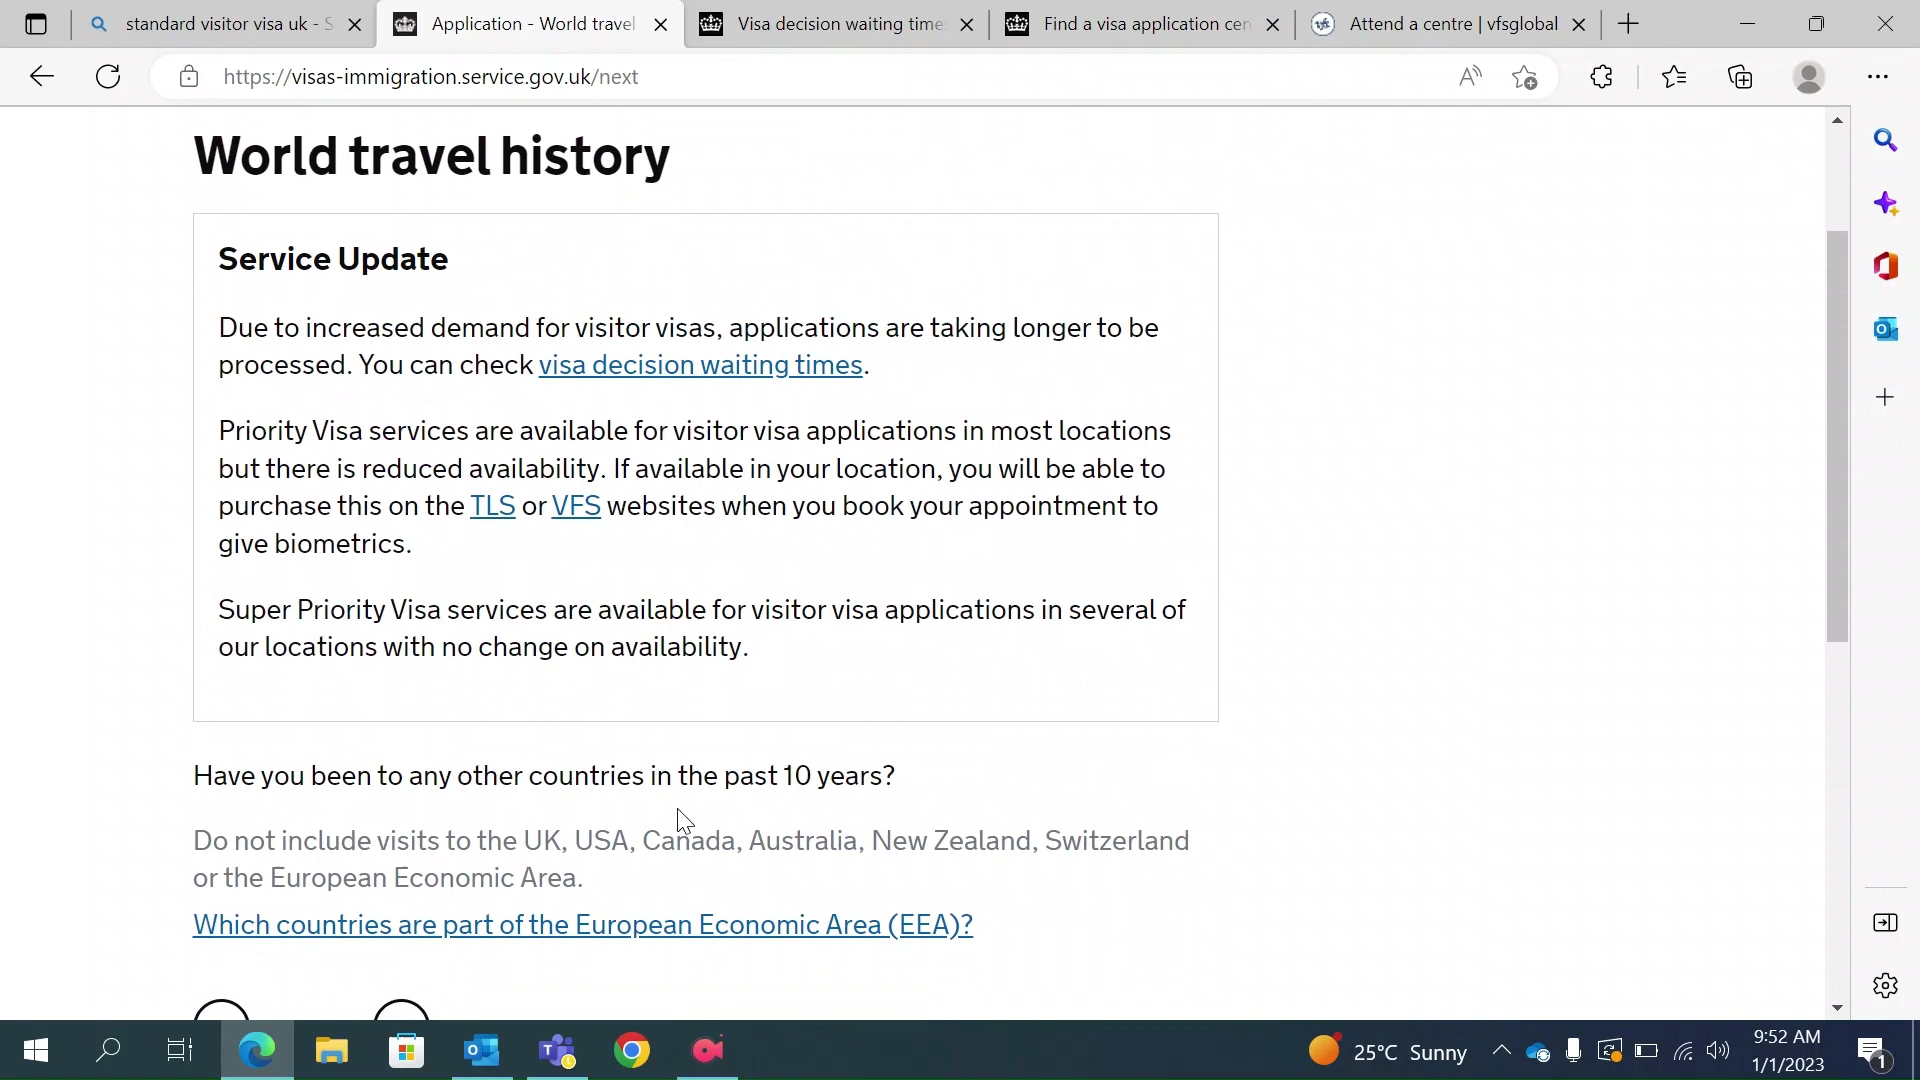 standard visitor visa uk - S
Application - World travel
Visa decision waiting time
Find a visa application cen
Attend a centre | vfsglobal
https://visas-immigration.service.gov.uk/next
World travel history
Service Update
Due to increased demand for visitor visas, applications are taking longer to be
processed. You can check visa decision waiting times.
Priority Visa services are available for visitor visa applications in most locations
but there is reduced availability. If available in your location, you will be able to
purchase this on the TLS or VFS websites when you book your appointment to
give biometrics.
Super Priority Visa services are available for visitor visa applications in several of
our locations with no change on availability.
Have you been to any other countries in the past 10 years?
Do not include visits to the UK, USA, Canada, Australia, New Zealand, Switzerland
or the European Economic Area.
Which countries are part of the European Economic Area (EEA)?
25°C Sunny
9:52 AM
1/1/2023
1